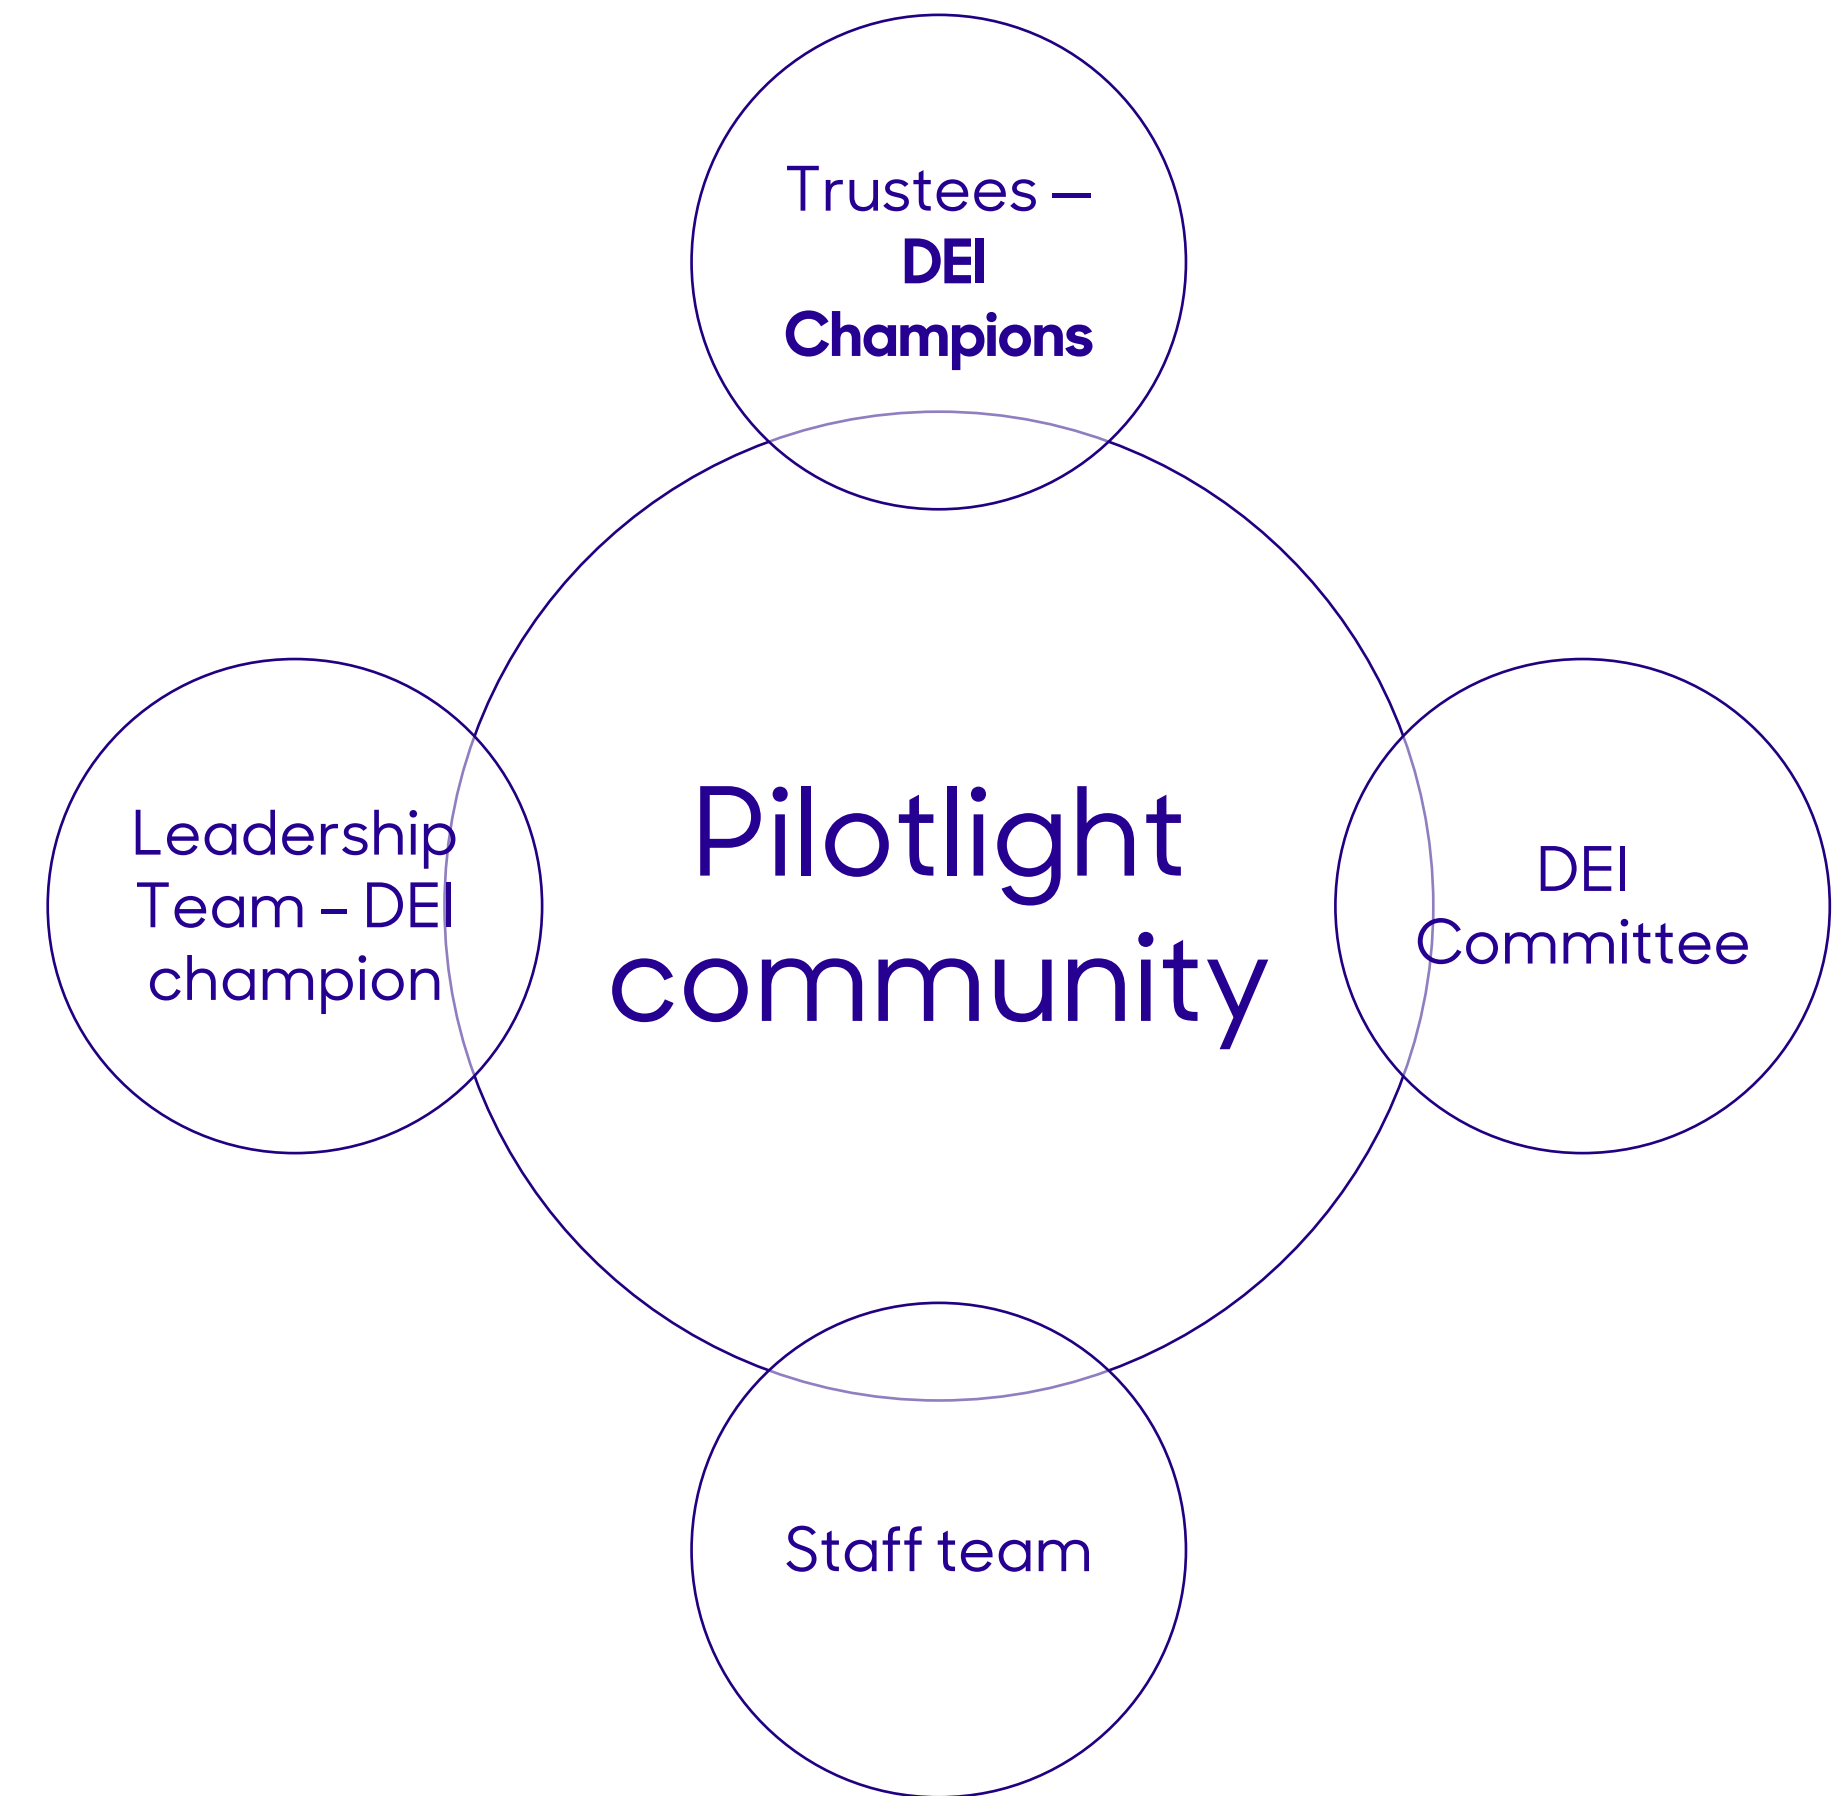 Trustees –
DEI
Champions
Leadership
Team – DEI
champion
Pilotlight
community
DEI
Committee
Staff team